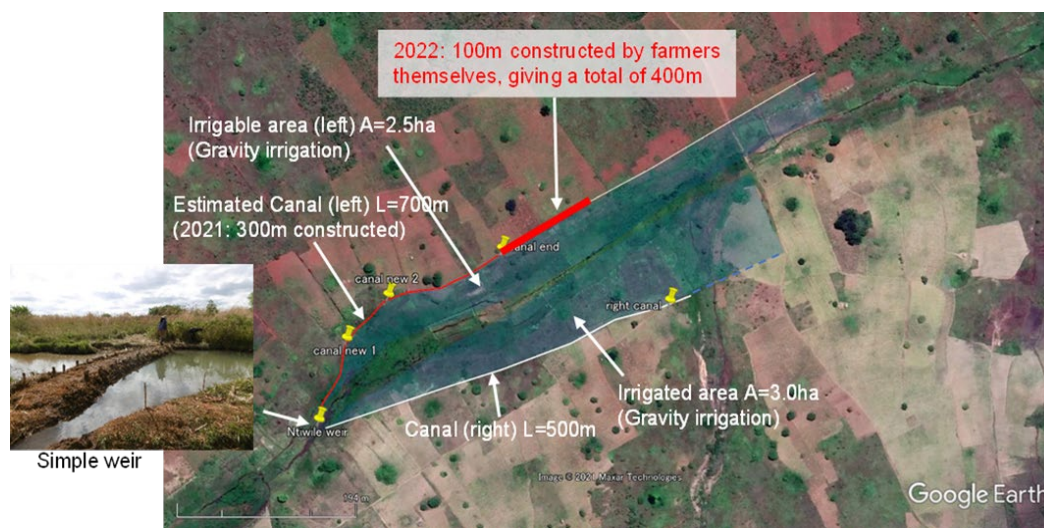 2022: 100m constructed by farmers
themselves, giving a total of 400m
Irrigable area (left) A=2.5ha
(Gravity irrigation)
Estimated Canal (left) L=700m
(2021: 300m constructed)
canal end
canal new 2
right canal
canal new 1
Irrigated area A=3.0ha
(Gravity irrigation)
Ntiwile weir
Canal (right) L=500m
Simple weir
Image © 2021 Maxar Technologies
194 m
Google Earth